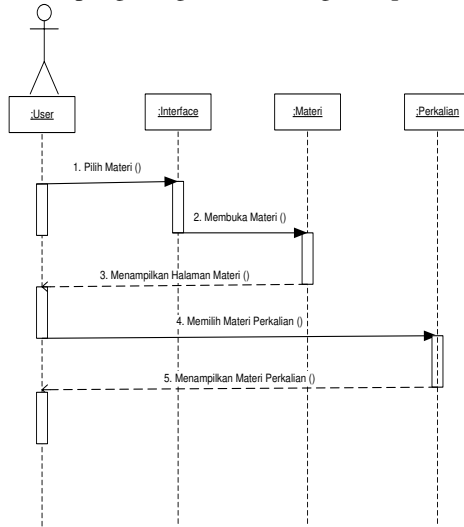 :User
:Interface
:Materi
:Perkalian
1. Pilih Materi ()
2. Membuka Materi ()
3. Menampilkan Halaman Materi ()
4. Memilih Materi Perkalian ()
5. Menampilkan Materi Perkalian ()